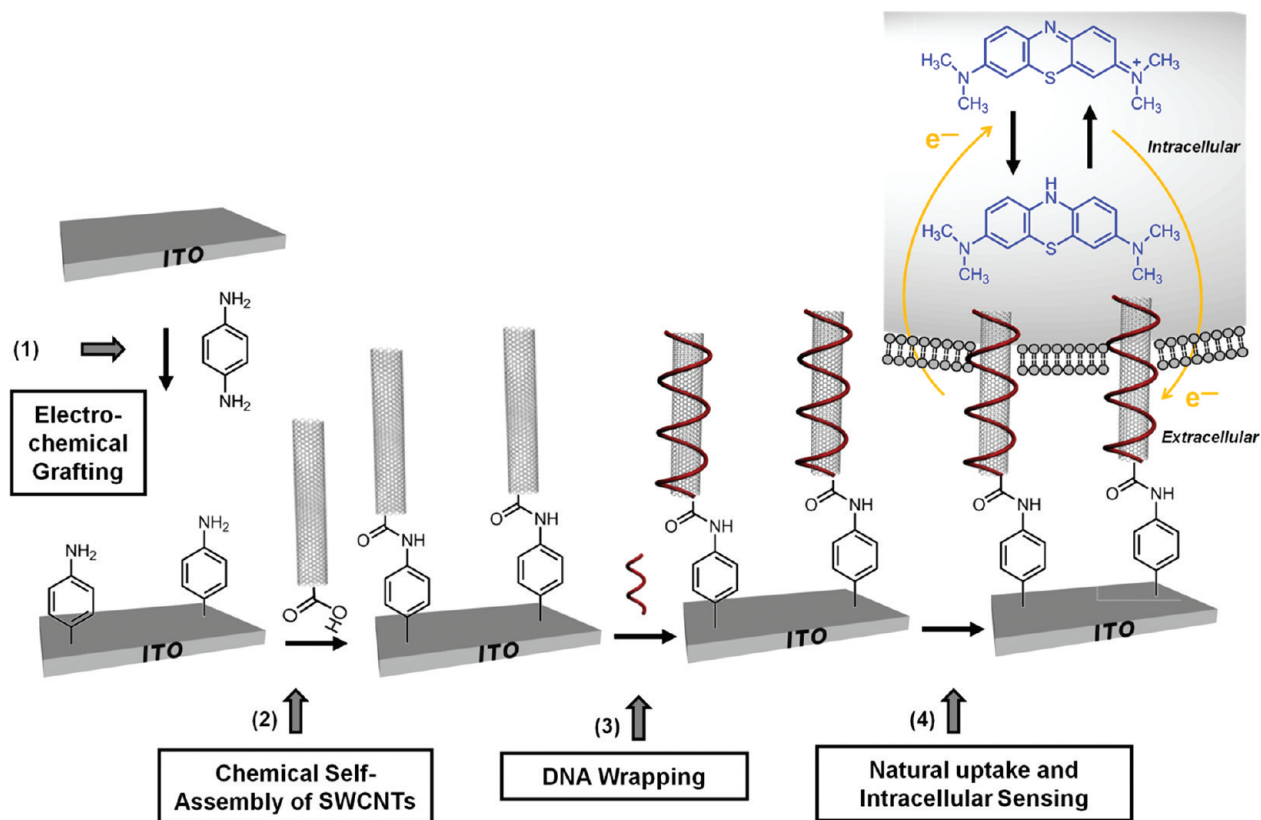 ITO
(1)
NH₂
NH₂
Electro-
chemical
Grafting
NH₂
NH₂
ITO
O
OH
(2)
Chemical Self-
Assembly of SWCNTs
O
NH
O
NH
ITO
(3)
DNA Wrapping
O
NH
O
NH
ITO
(4)
Natural uptake and
Intracellular Sensing
N
H₃C
N
CH₃
S
+
N
CH₃
CH₃
e—
Intracellular
H
N
H₃C
N
CH₃
S
CH₃
N
CH₃
e—
Extracellular
O
NH
O
NH
ITO